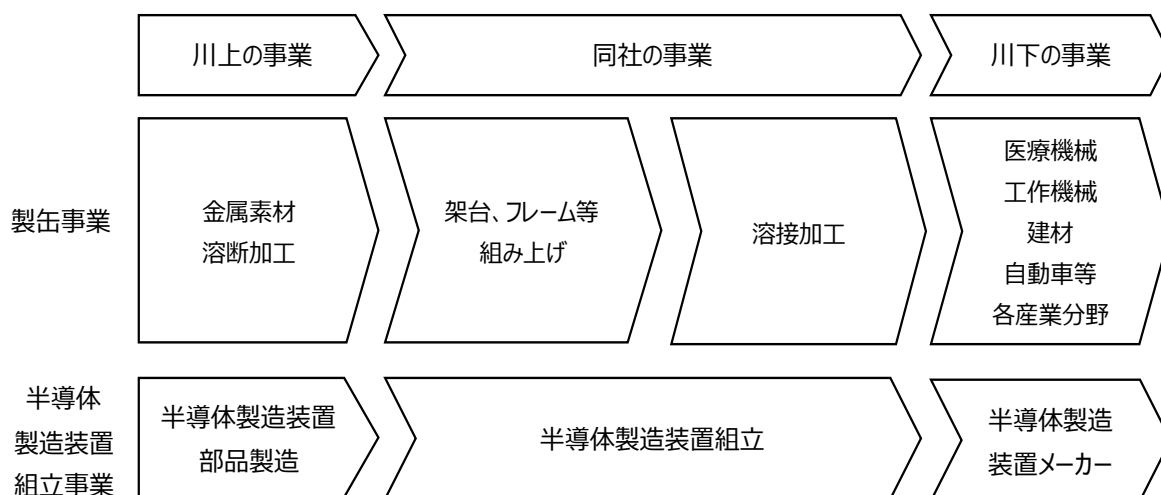 川上の事業
同社の事業
川下の事業
製缶事業
金属素材
溶断加工
架台、フレーム等
組み上げ
溶接加工
医療機械
工作機械
建材
自動車等
各産業分野
半導体
製造装置
組立事業
半導体製造装置
部品製造
半導体製造装置組立
半導体製造
装置メーカー